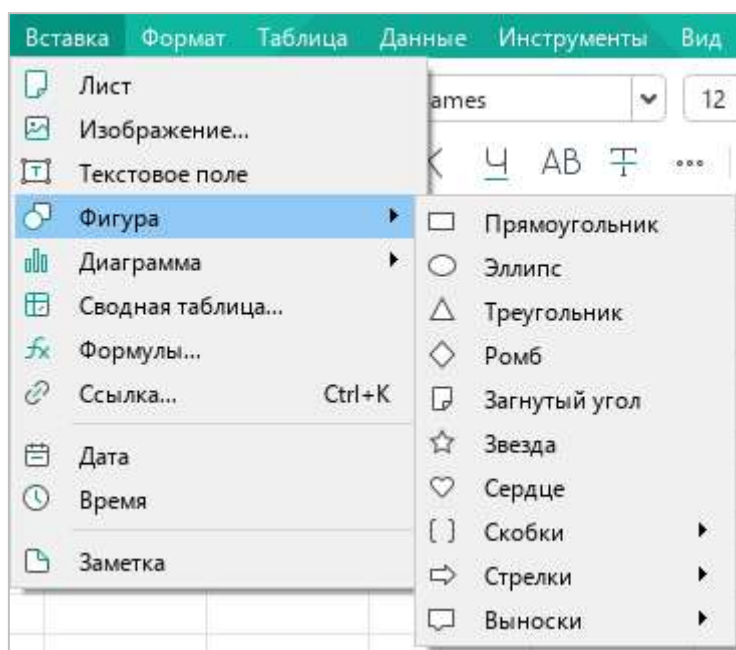 Вставка Формат Таблица Данные Инструменты Вид
Лист
Изображение...
Текстовое поле
Фигура
Диаграмма
Сводная таблица...
Формулы...
Ссылка... Ctrl+K
Дата
Время
Заметка
ames 12
Ч АВ Т
Прямоугольник
Эллипс
Треугольник
Ромб
Загнутый угол
Звезда
Сердце
Скобки
Стрелки
Выноски